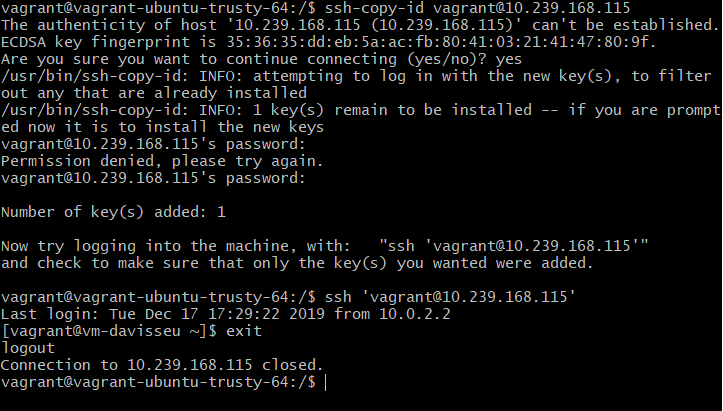 vagrant@vagrant-ubuntu-trusty-64:/$ ssh-copy-id vagrant@10.239.168.115
The authenticity of host '10.239.168.115 (10.239.168.115)' can't be established.
ECDSA key fingerprint is 35:36:35:dd:eb:5a:ac:fb:80:41:03:21:41:47:80:9f.
Are you sure you want to continue connecting (yes/no)? yes
/usr/bin/ssh-copy-id: INFO: attempting to log in with the new key(s), to filter
out any that are already installed
/usr/bin/ssh-copy-id: INFO: 1 key(s) remain to be installed -- if you are prompt
ed now it is to install the new keys
vagrant@10.239.168.115's password:
Permission denied, please try again.
vagrant@10.239.168.115's password:
Number of key(s) added: 1
Now try logging into the machine, with:   "ssh 'vagrant@10.239.168.115'"
and check to make sure that only the key(s) you wanted were added.
vagrant@vagrant-ubuntu-trusty-64:/$ ssh 'vagrant@10.239.168.115'
Last login: Tue Dec 17 17:29:22 2019 from 10.0.2.2
[vagrant@vm-davisseu ~]$ exit
logout
Connection to 10.239.168.115 closed.
vagrant@vagrant-ubuntu-trusty-64:/$